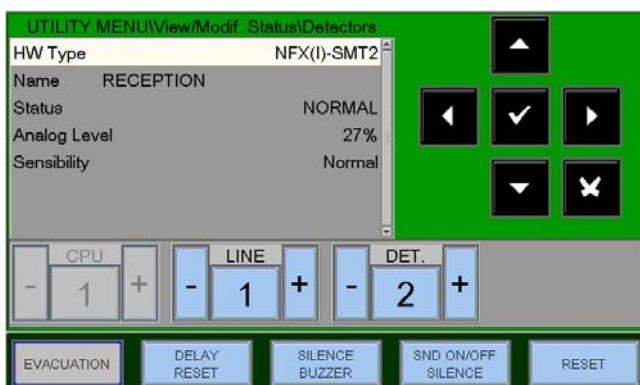 UTILITY MENU\View/Modif. Status\Detectors
HW Type NFX(I)-SMT2
Name RECEPTION
Status NORMAL
Analog Level 27%
Sensibility Normal
CPU LINE DET.
- 1 + - 1 + - 2 +
EVACUATION DELAY RESET SILENCE BUZZER SND ON/OFF SILENCE RESET